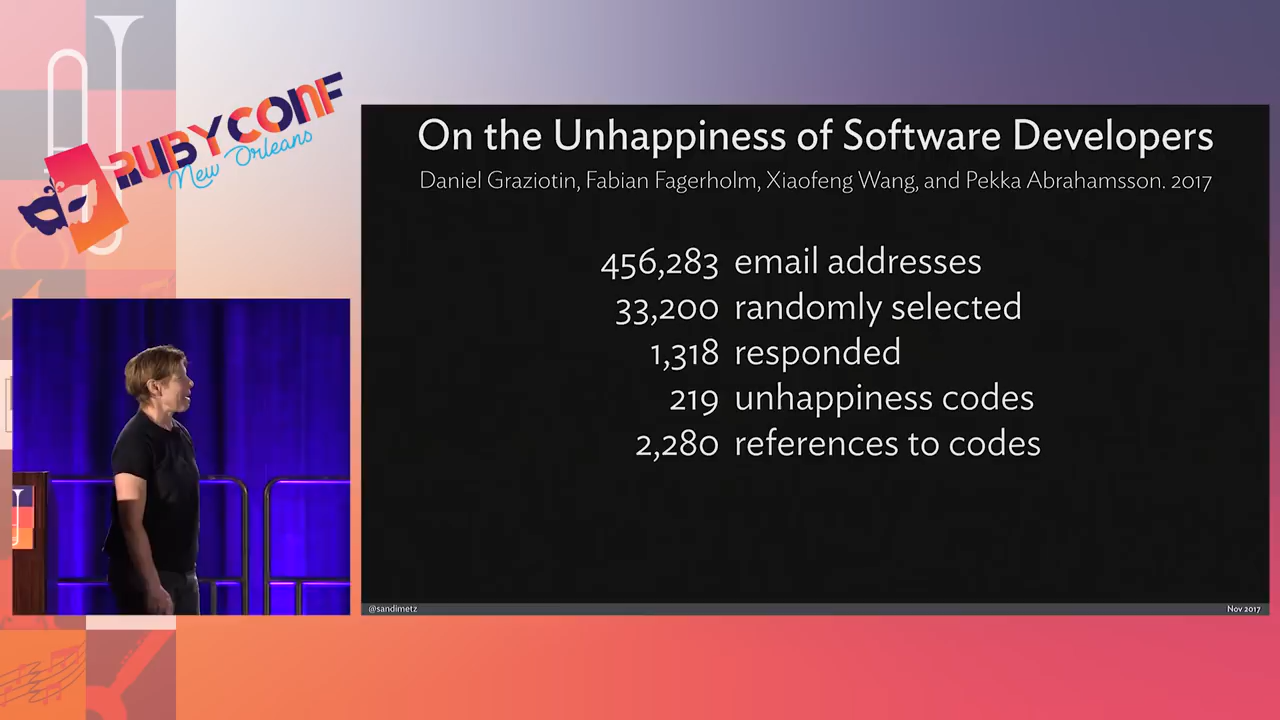 RUBYCONF
New Orleans
On the Unhappiness of Software Developers
Daniel Graziotin, Fabian Fagerholm, Xiaofeng Wang, and Pekka Abrahamsson. 2017
456,283 email addresses
33,200 randomly selected
1,318 responded
219 unhappiness codes
2,280 references to codes
@sandimetz
Nov 2017